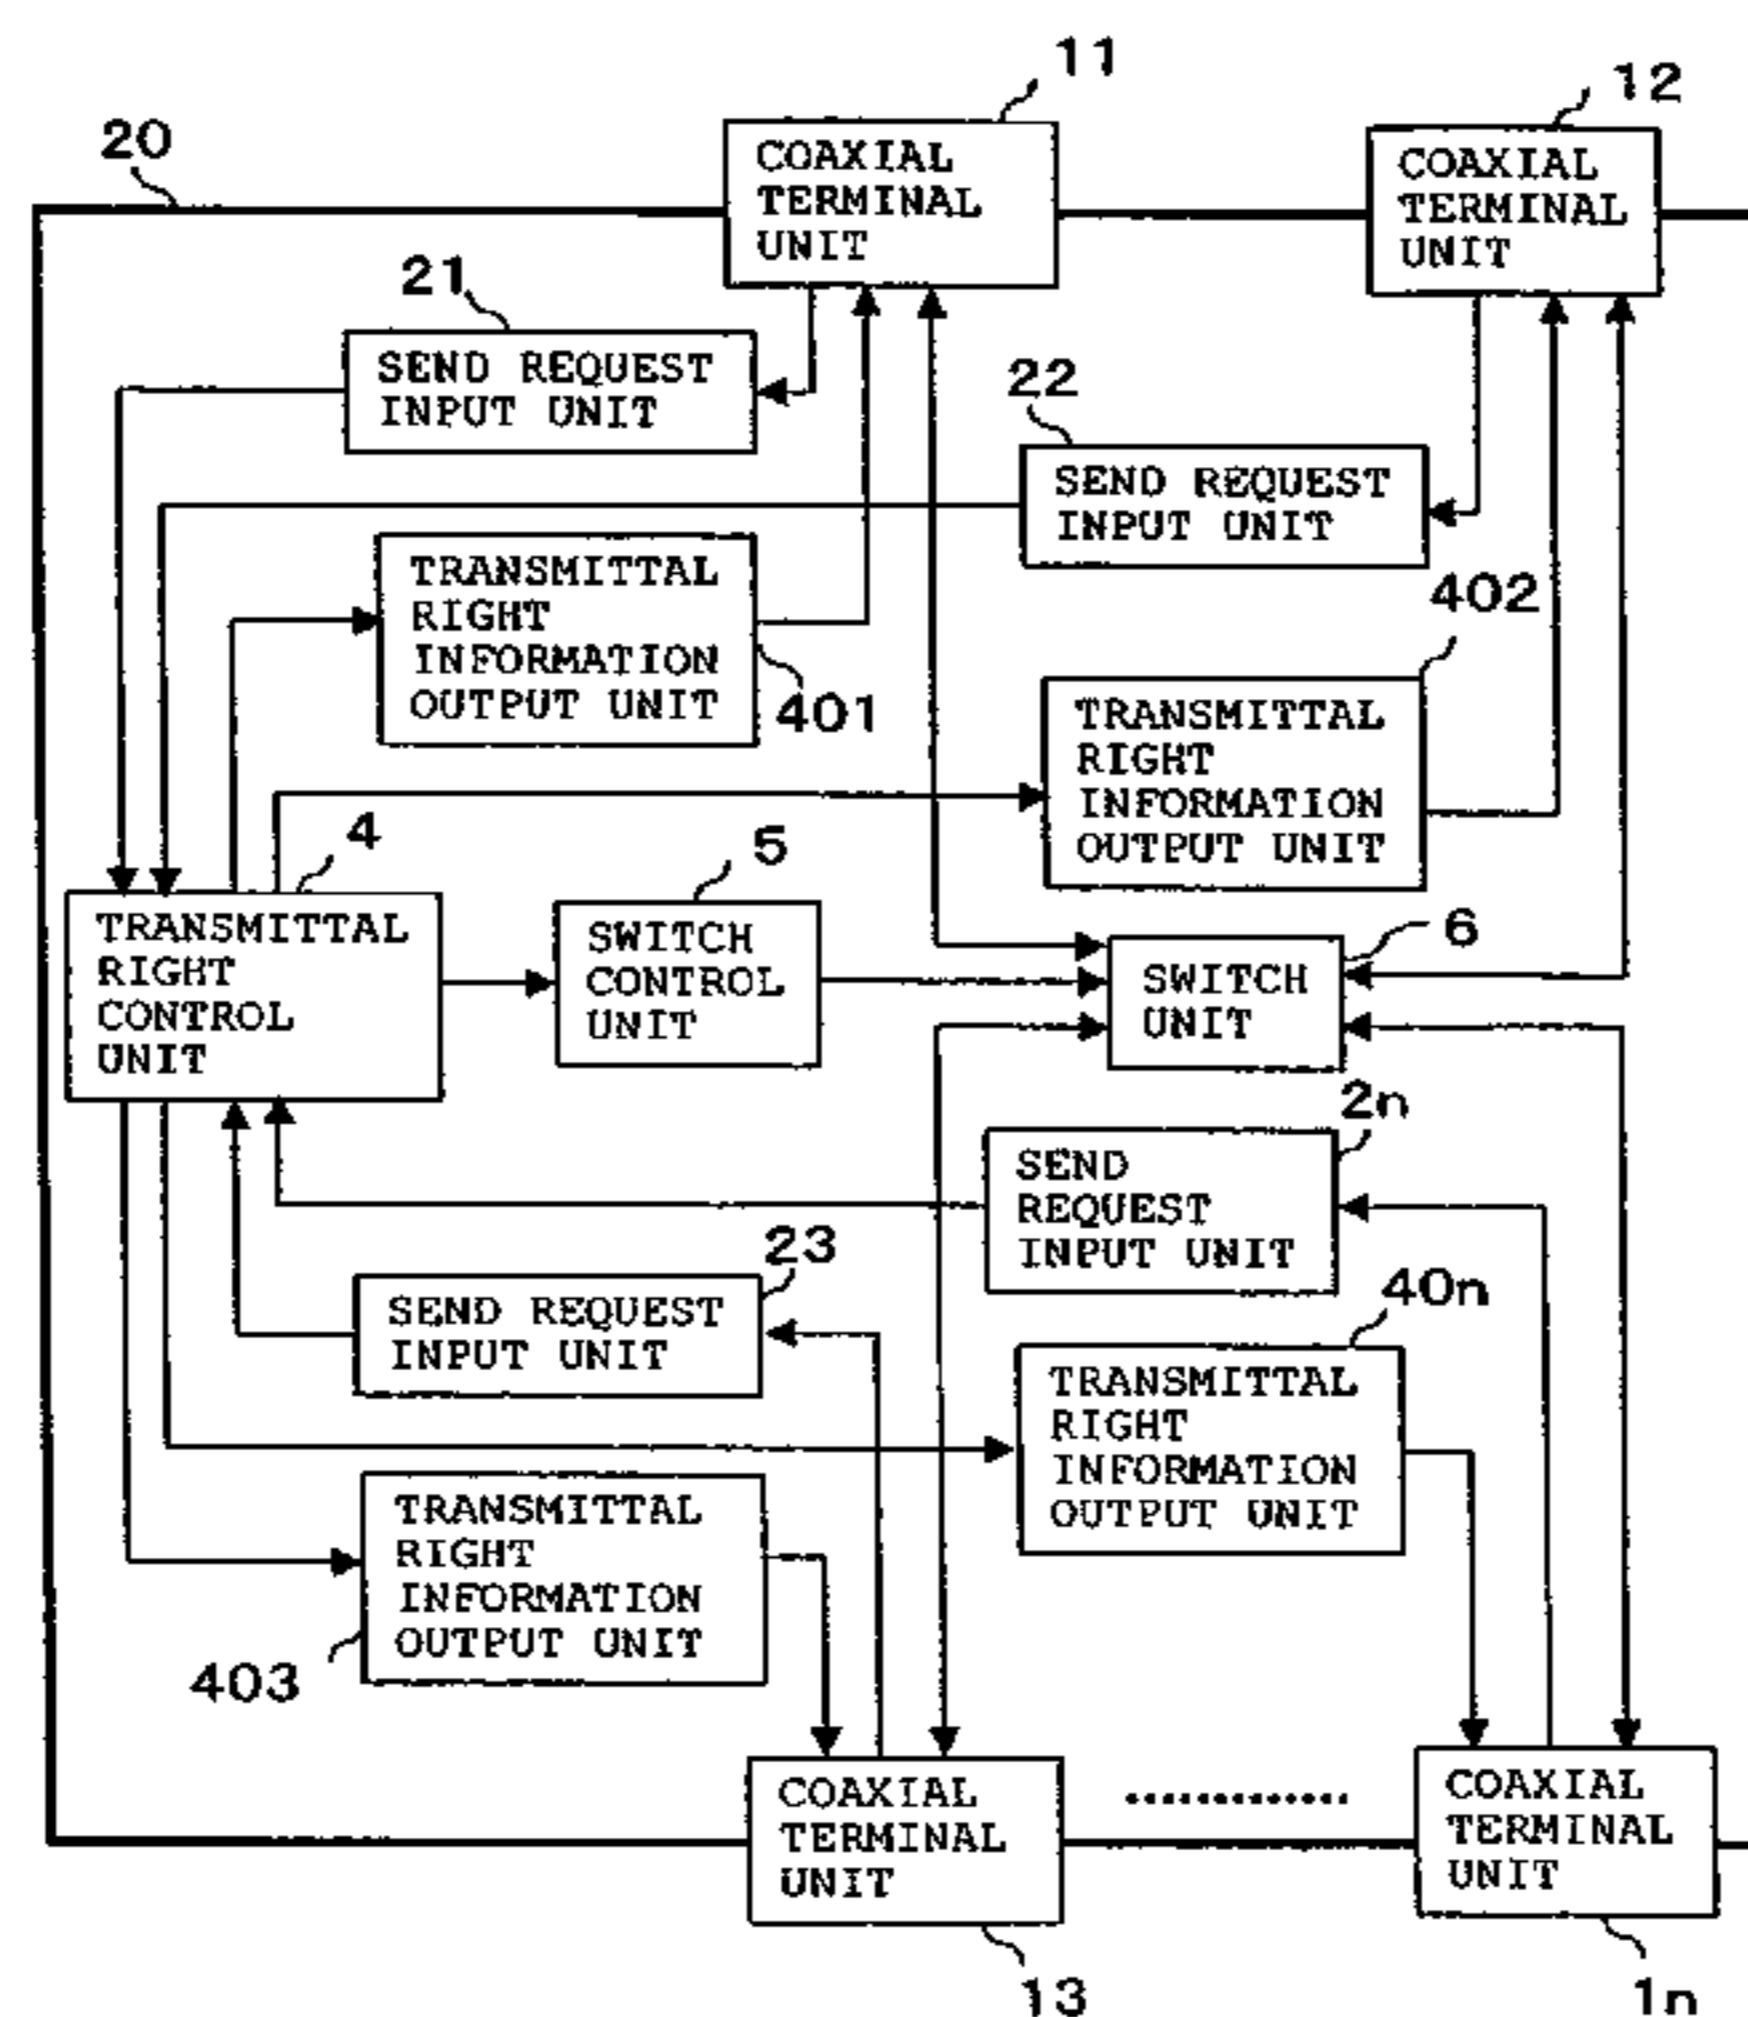 11
12
20
COAXIAL
TERMINAL
UNIT
COAXIAL
TERMINAL
UNIT
21
SEND REQUEST
INPUT UNIT
22
SEND REQUEST
INPUT UNIT
TRANSMITTAL
RIGHT
INFORMATION
OUTPUT UNIT
401
402
TRANSMITTAL
RIGHT
INFORMATION
OUTPUT UNIT
4
TRANSMITTAL
RIGHT
CONTROL
UNIT
5
SWITCH
CONTROL
UNIT
6
SWITCH
UNIT
2n
SEND
REQUEST
INPUT UNIT
23
SEND REQUEST
INPUT UNIT
40n
TRANSMITTAL
RIGHT
INFORMATION
OUTPUT UNIT
TRANSMITTAL
RIGHT
INFORMATION
OUTPUT UNIT
403
COAXIAL
TERMINAL
UNIT
.............
COAXIAL
TERMINAL
UNIT
13
1n